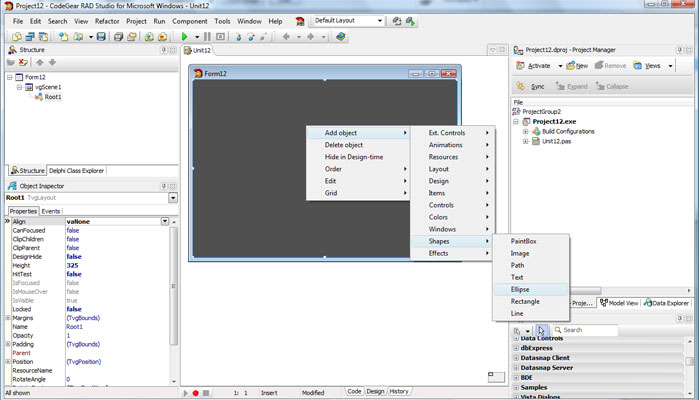 Project12 - CodeGear RAD Studio for Microsoft Windows - Unit12
File Edit Search View Refactor Project Run Component Tools Window Help Default Layout
Structure
Form12
vgScene1
Root1
Structure Delphi Class Explorer
Object Inspector
Root1 TvgLayout
Properties Events
Align vaNone
CanFocused false
ClipChildren false
ClipParent false
DesignHide false
Height 325
HitTest false
IsFocused false
IsMouseOver false
IsVisible true
Locked false
Margins (TvgBounds)
Name Root1
Opacity 1
Padding (TvgBounds)
Parent
Position (TvgPosition)
ResourceName
RotateAngle 0
All shown
Unit12
Form12
Add object
Delete object
Hide in Design-time
Order
Edit
Grid
Ext. Controls
Animations
Resources
Layout
Design
Items
Controls
Colors
Windows
Shapes
Effects
PaintBox
Image
Path
Text
Ellipse
Rectangle
Line
1: 1 Insert Modified Code Design History
Project12.dproj - Project Manager
Activate New Remove Views
Sync Expand Collapse
File
ProjectGroup2
Project12.exe
Build Configurations
Unit12.pas
Proje... Model View Data Explorer
Search
Data Controls
dbExpress
Datasnap Client
Datasnap Server
BDE
Samples
Vista Dialogs